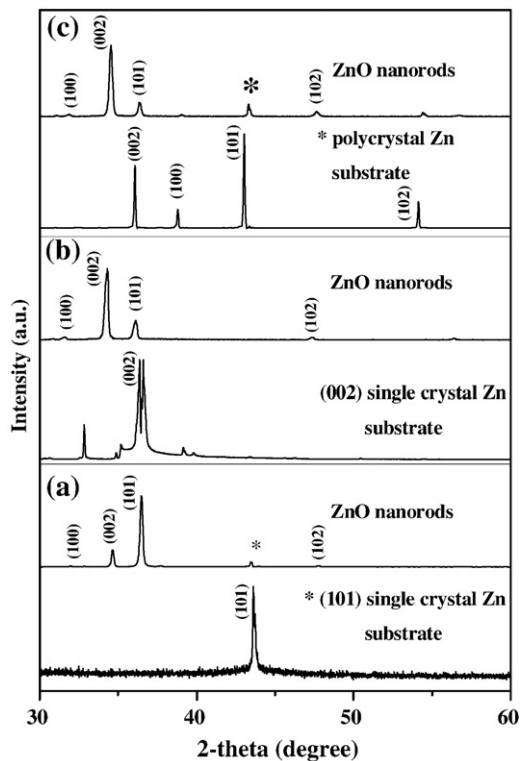 (c)
(002)
(100)
(101)
*
(102)
ZnO nanorods
(002)
(100)
(101)
(102)
* polycrystal Zn
substrate
(b)
(002)
(100)
(101)
(102)
ZnO nanorods
(002)
(002) single crystal Zn
substrate
(a)
(100)
(002)
(101)
*
(102)
ZnO nanorods
(101)
* (101) single crystal Zn
substrate
Intensity (a.u.)
30
40
50
60
2-theta (degree)